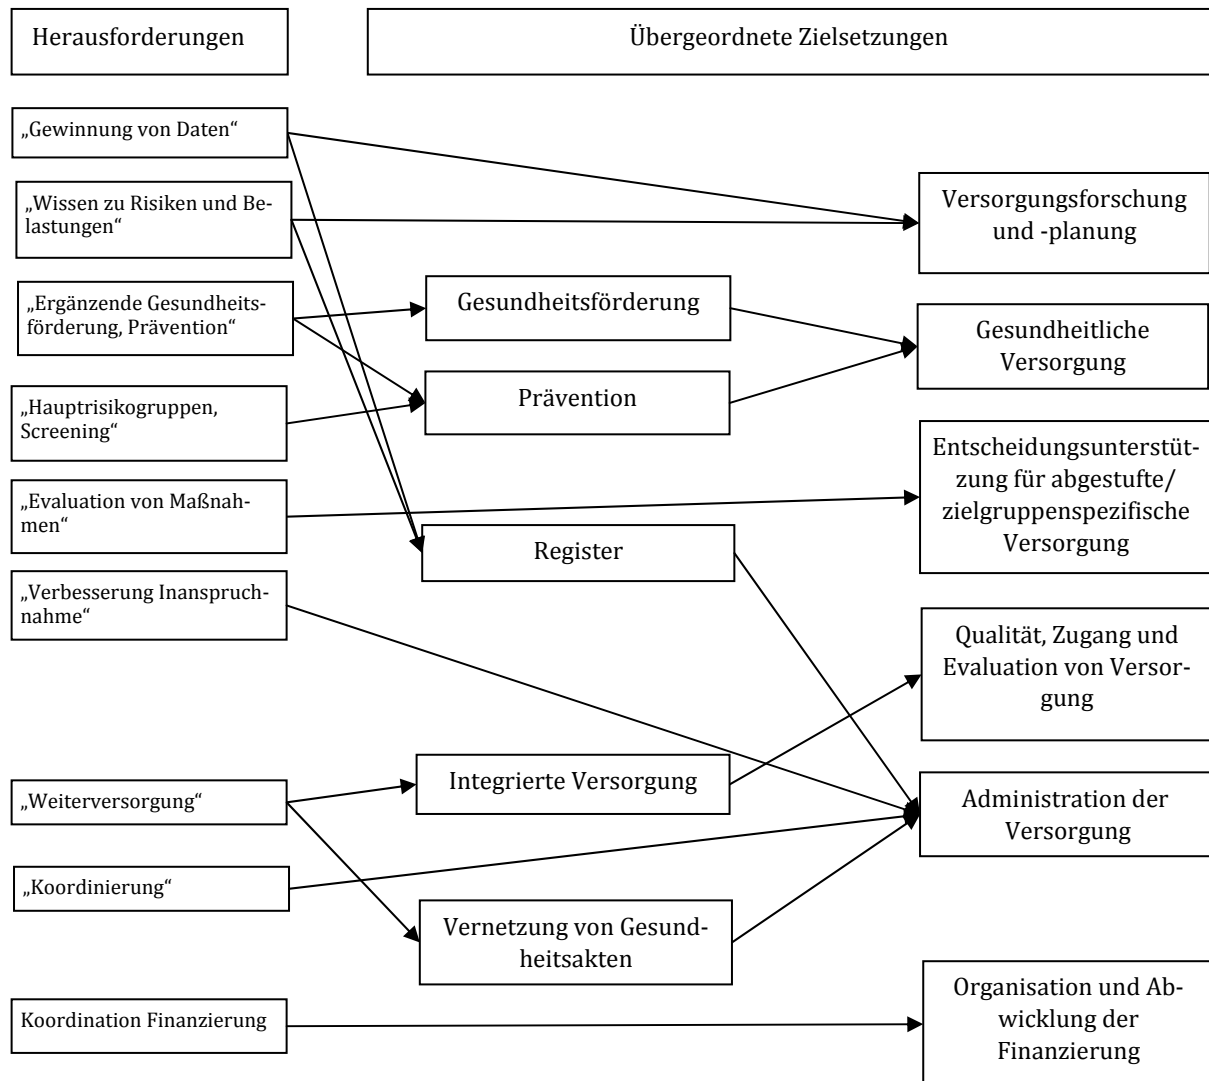 Herausforderungen
Übergeordnete Zielsetzungen
„Gewinnung von Daten“
„Wissen zu Risiken und Be-
lastungen“
Versorgungsforschung
und -planung
„Ergänzende Gesundheits-
förderung, Prävention“
Gesundheitsförderung
Gesundheitliche
Versorgung
Prävention
„Hauptrisikogruppen,
Screening“
Entscheidungsunterstüt-
zung für abgestufte/
zielgruppenspezifische
Versorgung
„Evaluation von Maßnah-
men“
Register
„Verbesserung Inanspruch-
nahme“
Qualität, Zugang und
Evaluation von Versor-
gung
„Weiterversorgung“
Integrierte Versorgung
Administration der
Versorgung
„Koordinierung“
Vernetzung von Gesund-
heitsakten
Koordination Finanzierung
Organisation und Ab-
wicklung der
Finanzierung